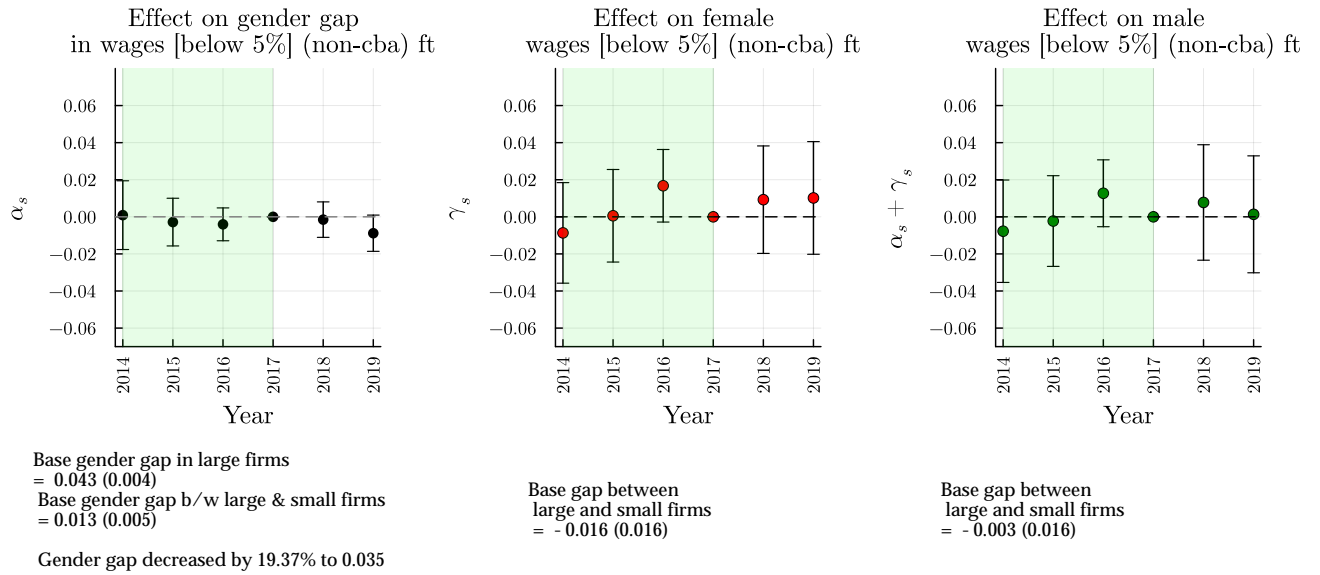 Effect on gender gap
in wages [below 5%] (non-cba) ft
α_s
0.06
0.04
0.02
0.00
−0.02
−0.04
−0.06
2014
2015
2016
2017
2018
2019
Year
Base gender gap in large firms
= 0.043 (0.004)
Base gender gap b/w large & small firms
= 0.013 (0.005)
Gender gap decreased by 19.37% to 0.035
Effect on female
wages [below 5%] (non-cba) ft
γ_s
0.06
0.04
0.02
0.00
−0.02
−0.04
−0.06
2014
2015
2016
2017
2018
2019
Year
Base gap between
large and small firms
= - 0.016 (0.016)
Effect on male
wages [below 5%] (non-cba) ft
α_s + γ_s
0.06
0.04
0.02
0.00
−0.02
−0.04
−0.06
2014
2015
2016
2017
2018
2019
Year
Base gap between
large and small firms
= - 0.003 (0.016)